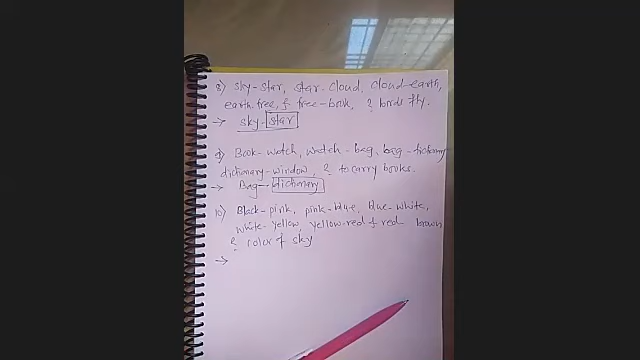 8) sky-star, star-cloud, cloud-earth,
earth-tree, & tree-book, ? birds fly.
→ sky-star
9) Book-watch, watch-bag, bag-dictionary
dictionary-window, ? to carry books.
→ Bag-dictionary
10) Black-pink, pink-blue, blue-white,
white-yellow, yellow-red & red brown
? color of sky
→